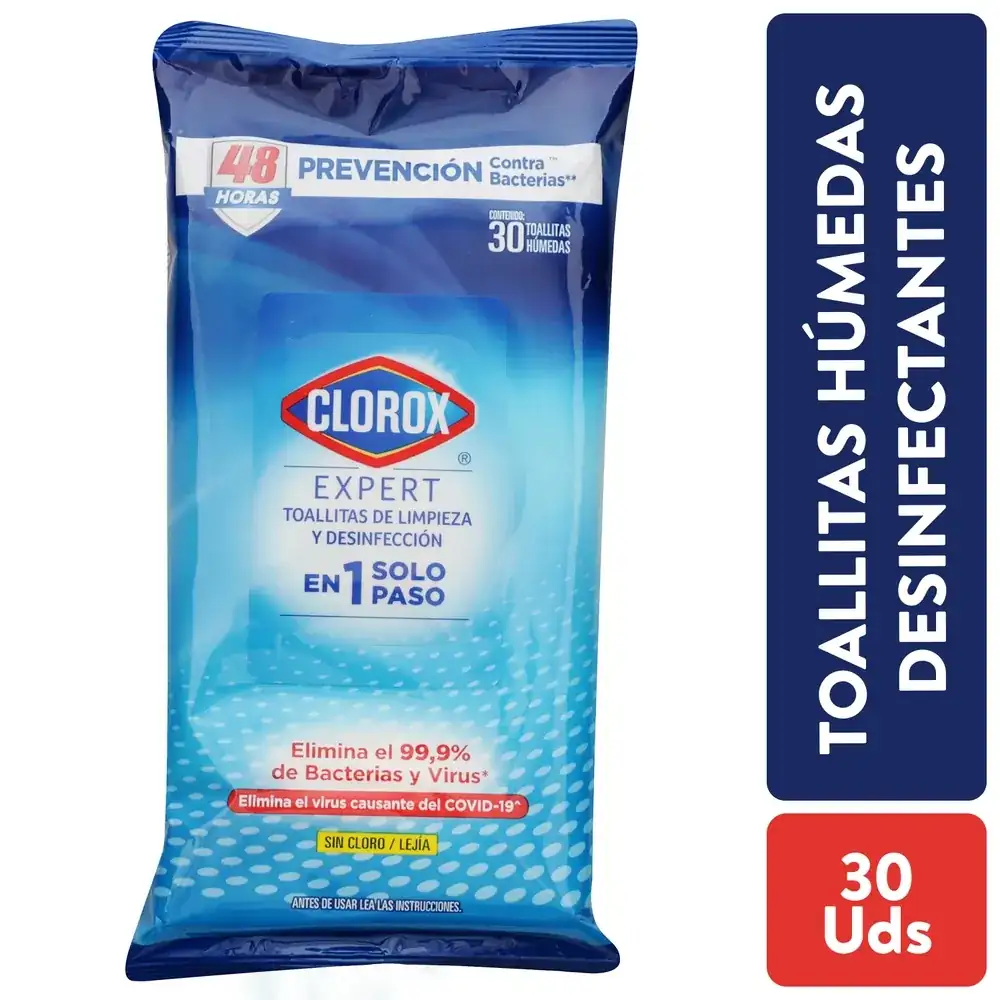 48
HORAS
PREVENCIÓN
Contra™
Bacterias**
CONTENIDO:
30 TOALLITAS
HÚMEDAS
CLOROX
®
EXPERT
TOALLITAS DE LIMPIEZA
Y DESINFECCIÓN
EN 1 SOLO
PASO
Elimina el 99,9%
de Bacterias y Virus*
Elimina el virus causante del COVID-19^
SIN CLORO / LEJÍA
ANTES DE USAR LEA LAS INSTRUCCIONES.
TOALLITAS HÚMEDAS
DESINFECTANTES
30
Uds